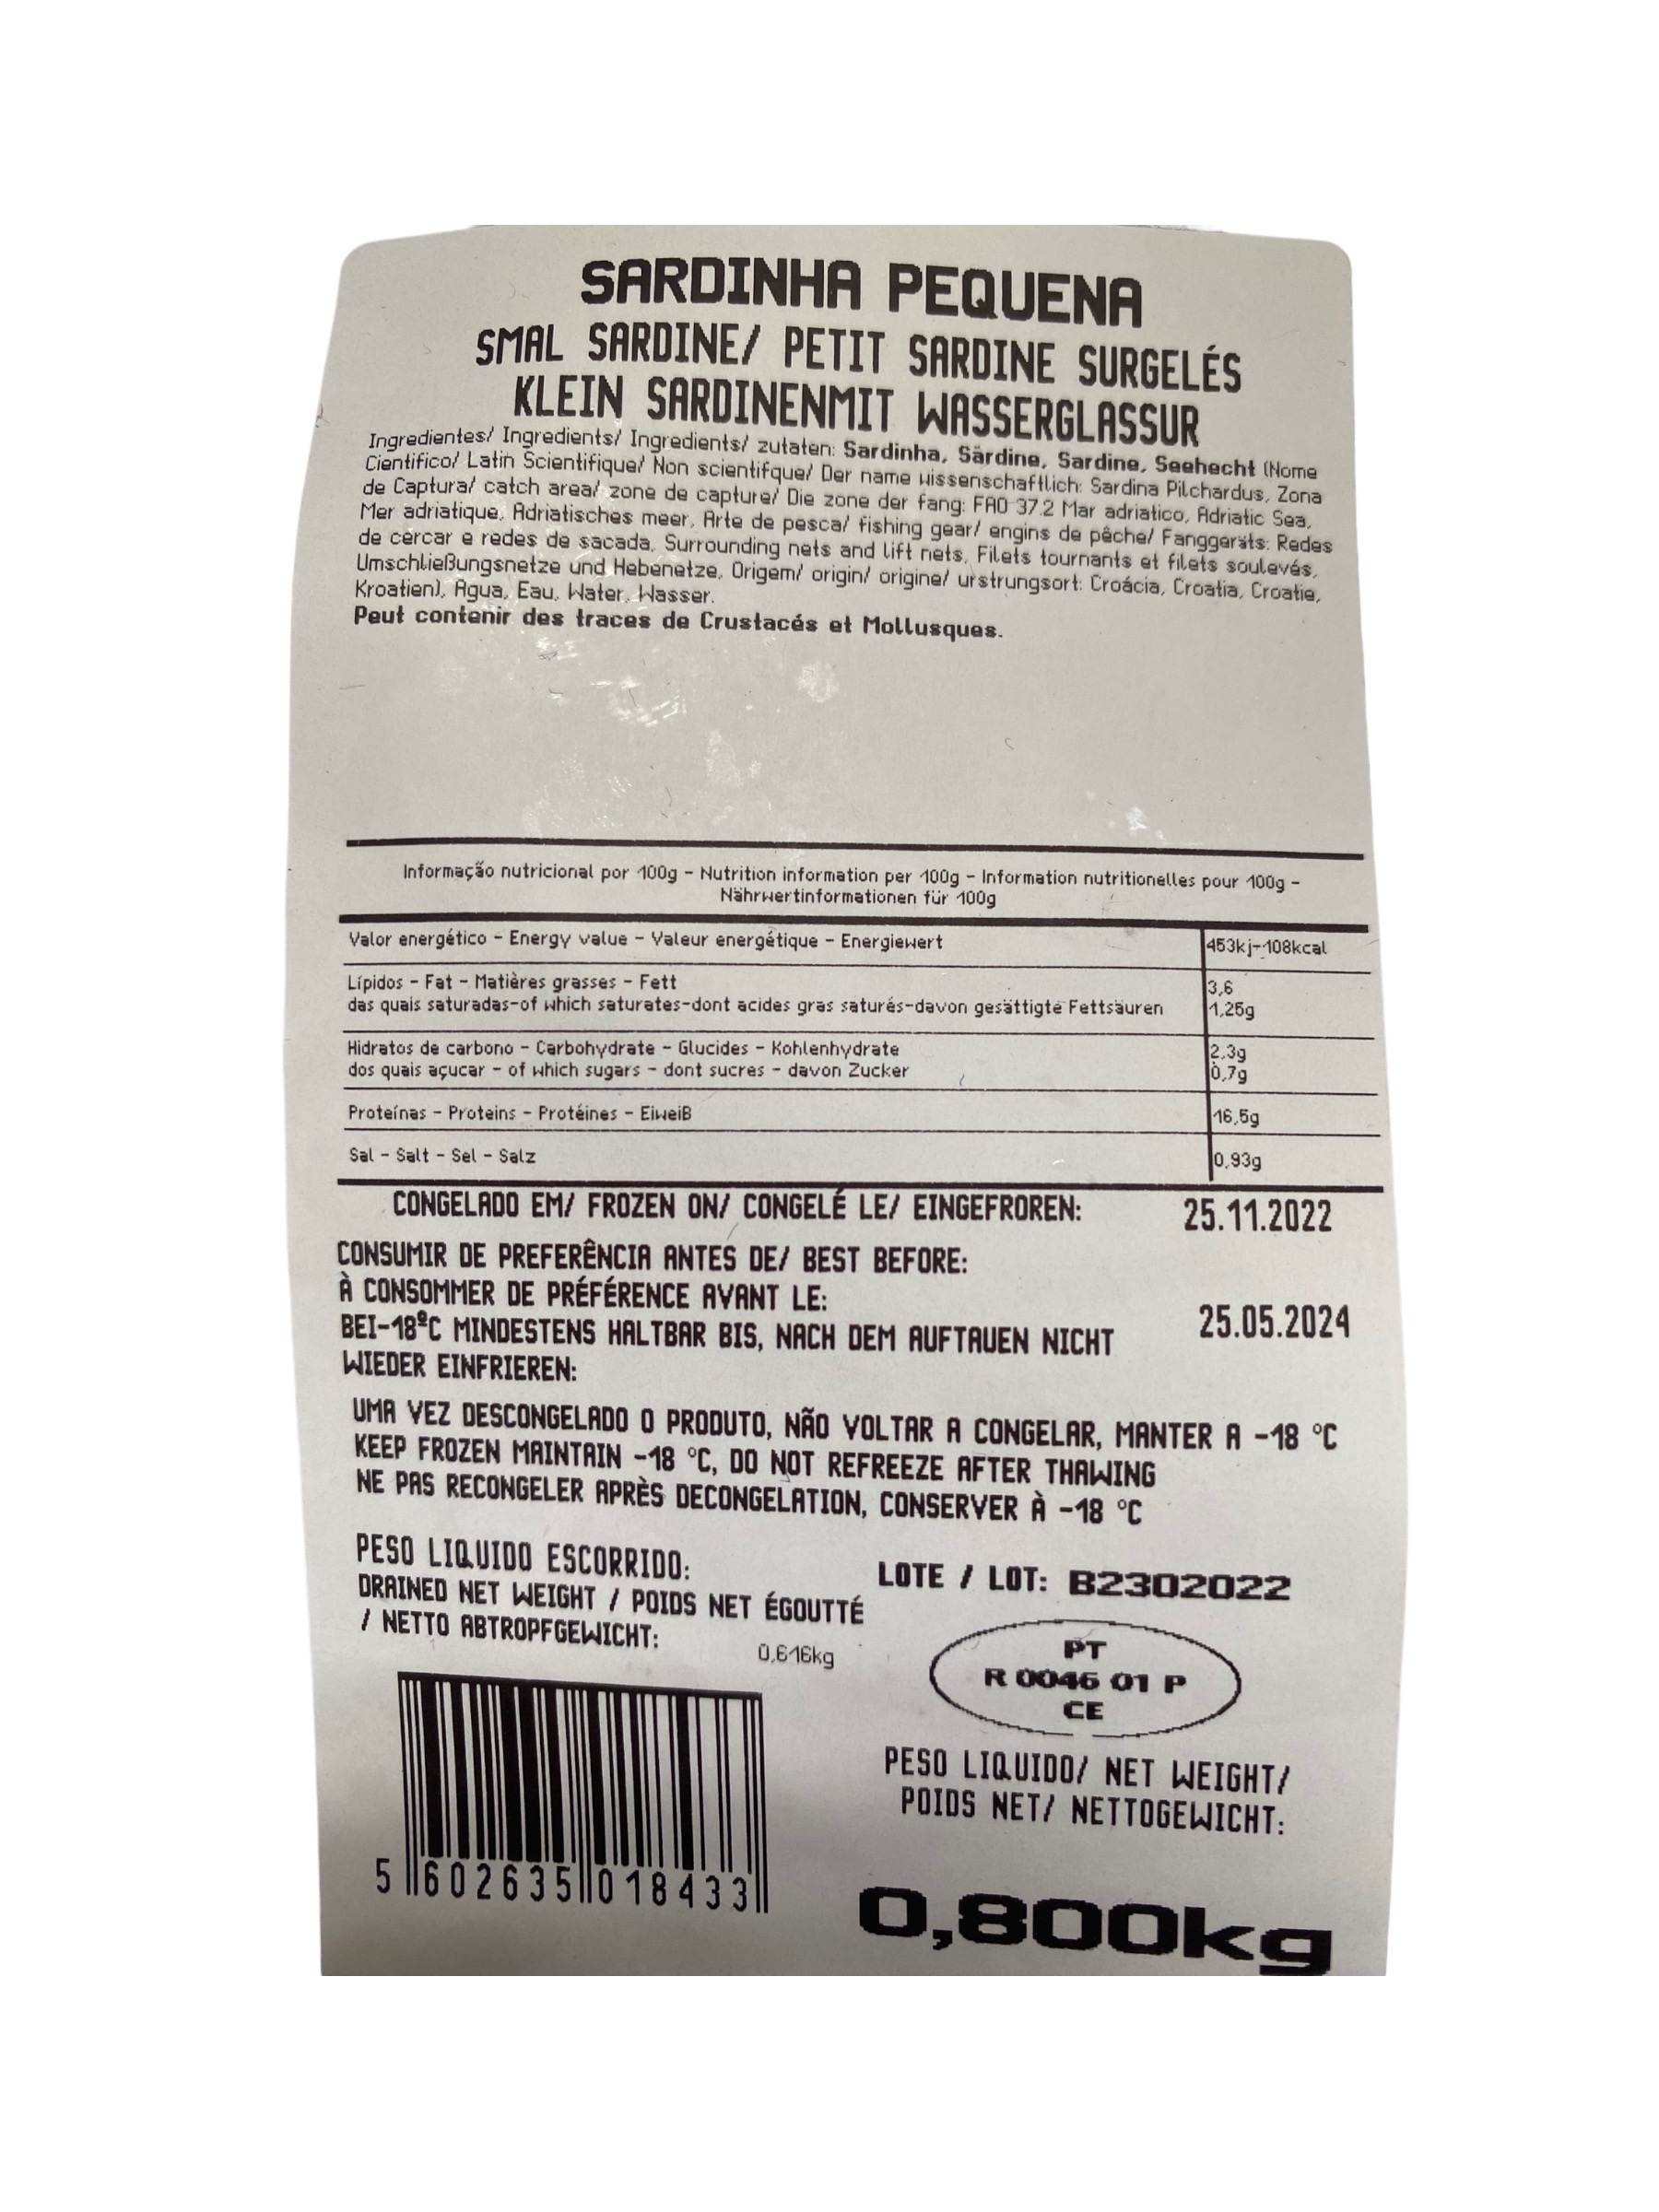 SARDINHA PEQUENA
SMAL SARDINE/ PETIT SARDINE SURGELÉS
KLEIN SARDINENMIT WASSERGLASSUR
Ingredientes/ Ingredients/ Ingredients/ zutaten: Sardinha, Särdine, Sardine, Seehecht (Nome
Cientifico/ Latin Scientifique/ Non scientifque/ Der name wissenschaftlich: Sardina Pilchardus, Zona
de Captura/ catch area/ zone de capture/ Die zone der fang: FAO 37.2 Mar adriatico, Adriatic Sea,
Mer adriatique, Adriatisches meer, Arte de pesca/ fishing gear/ engins de pêche/ Fanggeräts: Redes
de cercar e redes de sacada, Surrounding nets and lift nets, Filets tournants et filets soulevés,
Umschließungsnetze und Hebenetze, Origem/ origin/ origine/ urstrungsort: Croácia, Croatia, Croatie,
Kroatien), Agua, Eau, Water, Wasser.
Peut contenir des traces de Crustacés et Mollusques.
Informação nutricional por 100g - Nutrition information per 100g - Information nutritionelles pour 100g -
Nährwertinformationen für 100g
Valor energético - Energy value - Valeur energétique - Energiewert 453kj-108kcal
Lípidos - Fat - Matières grasses - Fett 3,6
das quais saturadas-of which saturates-dont acides gras saturés-davon gesättigte Fettsäuren 1,25g
Hidratos de carbono - Carbohydrate - Glucides - Kohlenhydrate 2,3g
dos quais açucar - of which sugars - dont sucres - davon Zucker 0,7g
Proteínas - Proteins - Protéines - Eiweiß 16,5g
Sal - Salt - Sel - Salz 0,93g
CONGELADO EM/ FROZEN ON/ CONGELÉ LE/ EINGEFROREN: 25.11.2022
CONSUMIR DE PREFERÊNCIA ANTES DE/ BEST BEFORE:
À CONSOMMER DE PRÉFÉRENCE AVANT LE: 25.05.2024
BEI-18ºC MINDESTENS HALTBAR BIS, NACH DEM AUFTAUEN NICHT
WIEDER EINFRIEREN:
UMA VEZ DESCONGELADO O PRODUTO, NÃO VOLTAR A CONGELAR, MANTER A -18 °C
KEEP FROZEN MAINTAIN -18 °C, DO NOT REFREEZE AFTER THAWING
NE PAS RECONGELER APRÈS DECONGELATION, CONSERVER À -18 °C
PESO LIQUIDO ESCORRIDO:
DRAINED NET WEIGHT / POIDS NET ÉGOUTTÉ
/ NETTO ABTROPFGEWICHT: 0,616kg
LOTE / LOT: B2302022
PT
R 0046 01 P
CE
PESO LIQUIDO/ NET WEIGHT/
POIDS NET/ NETTOGEWICHT:
0,800kg
5 602635 018433